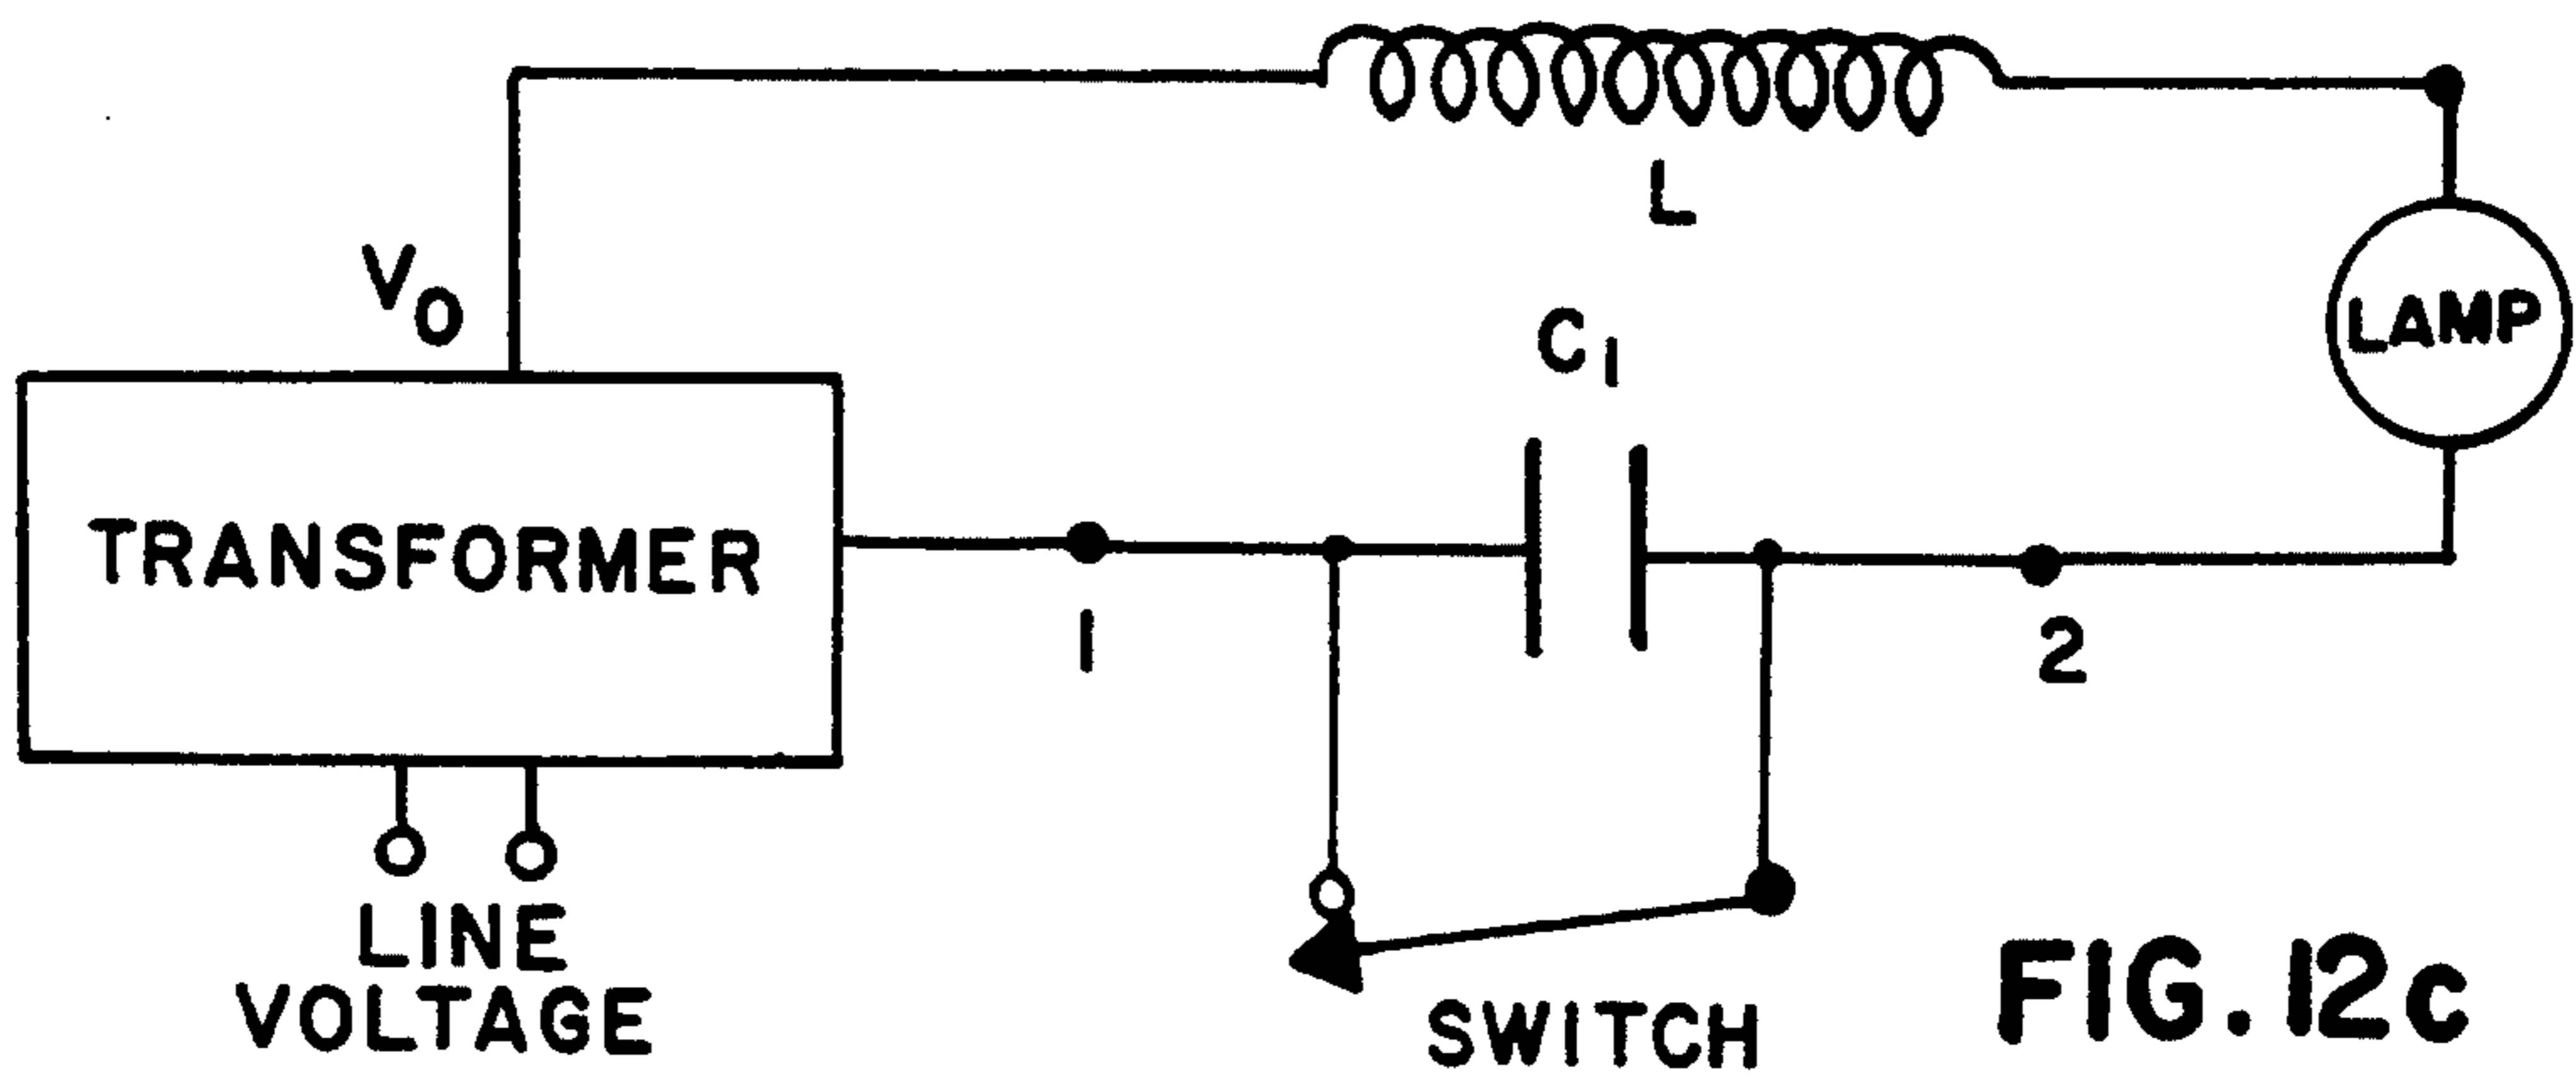 L
V0
C1
LAMP
TRANSFORMER
1
2
LINE
VOLTAGE
SWITCH
FIG. 12c